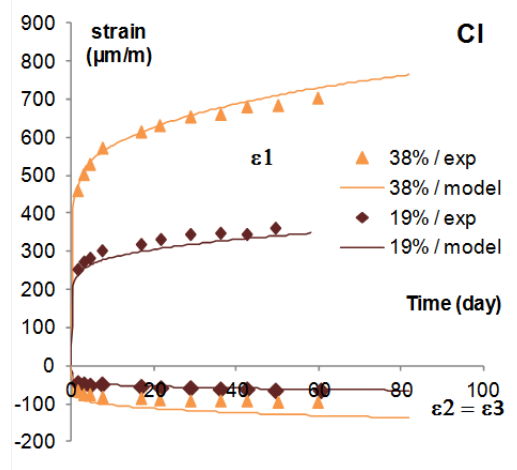 900
800
700
600
500
400
300
200
100
0
-100
-200
strain
(µm/m)
CI
ε1
38% / exp
38% / model
19% / exp
19% / model
Time (day)
0 20 40 60 80 100
ε2 = ε3